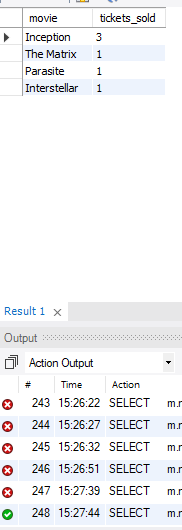 movie tickets_sold
Inception 3
The Matrix 1
Parasite 1
Interstellar 1
Result 1
Output
Action Output
# Time Action
243 15:26:22 SELECT m.r
244 15:26:27 SELECT m.r
245 15:26:32 SELECT m.r
246 15:26:51 SELECT m.r
247 15:27:39 SELECT m.r
248 15:27:44 SELECT m.r